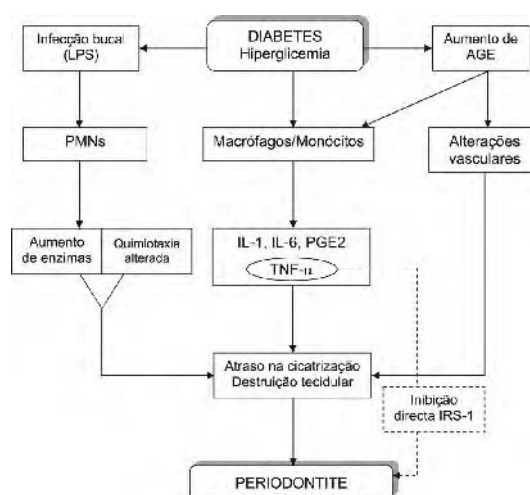 Infecção bucal
(LPS)
DIABETES
Hiperglicemia
Aumento de
AGE
PMNs
Macrófagos/Monócitos
Alterações
vasculares
Aumento
de enzimas
Quimiotaxia
alterada
IL-1, IL-6, PGE2
TNF-α
Atraso na cicatrização
Destruição tecidular
Inibição
directa IRS-1
PERIODONTITE